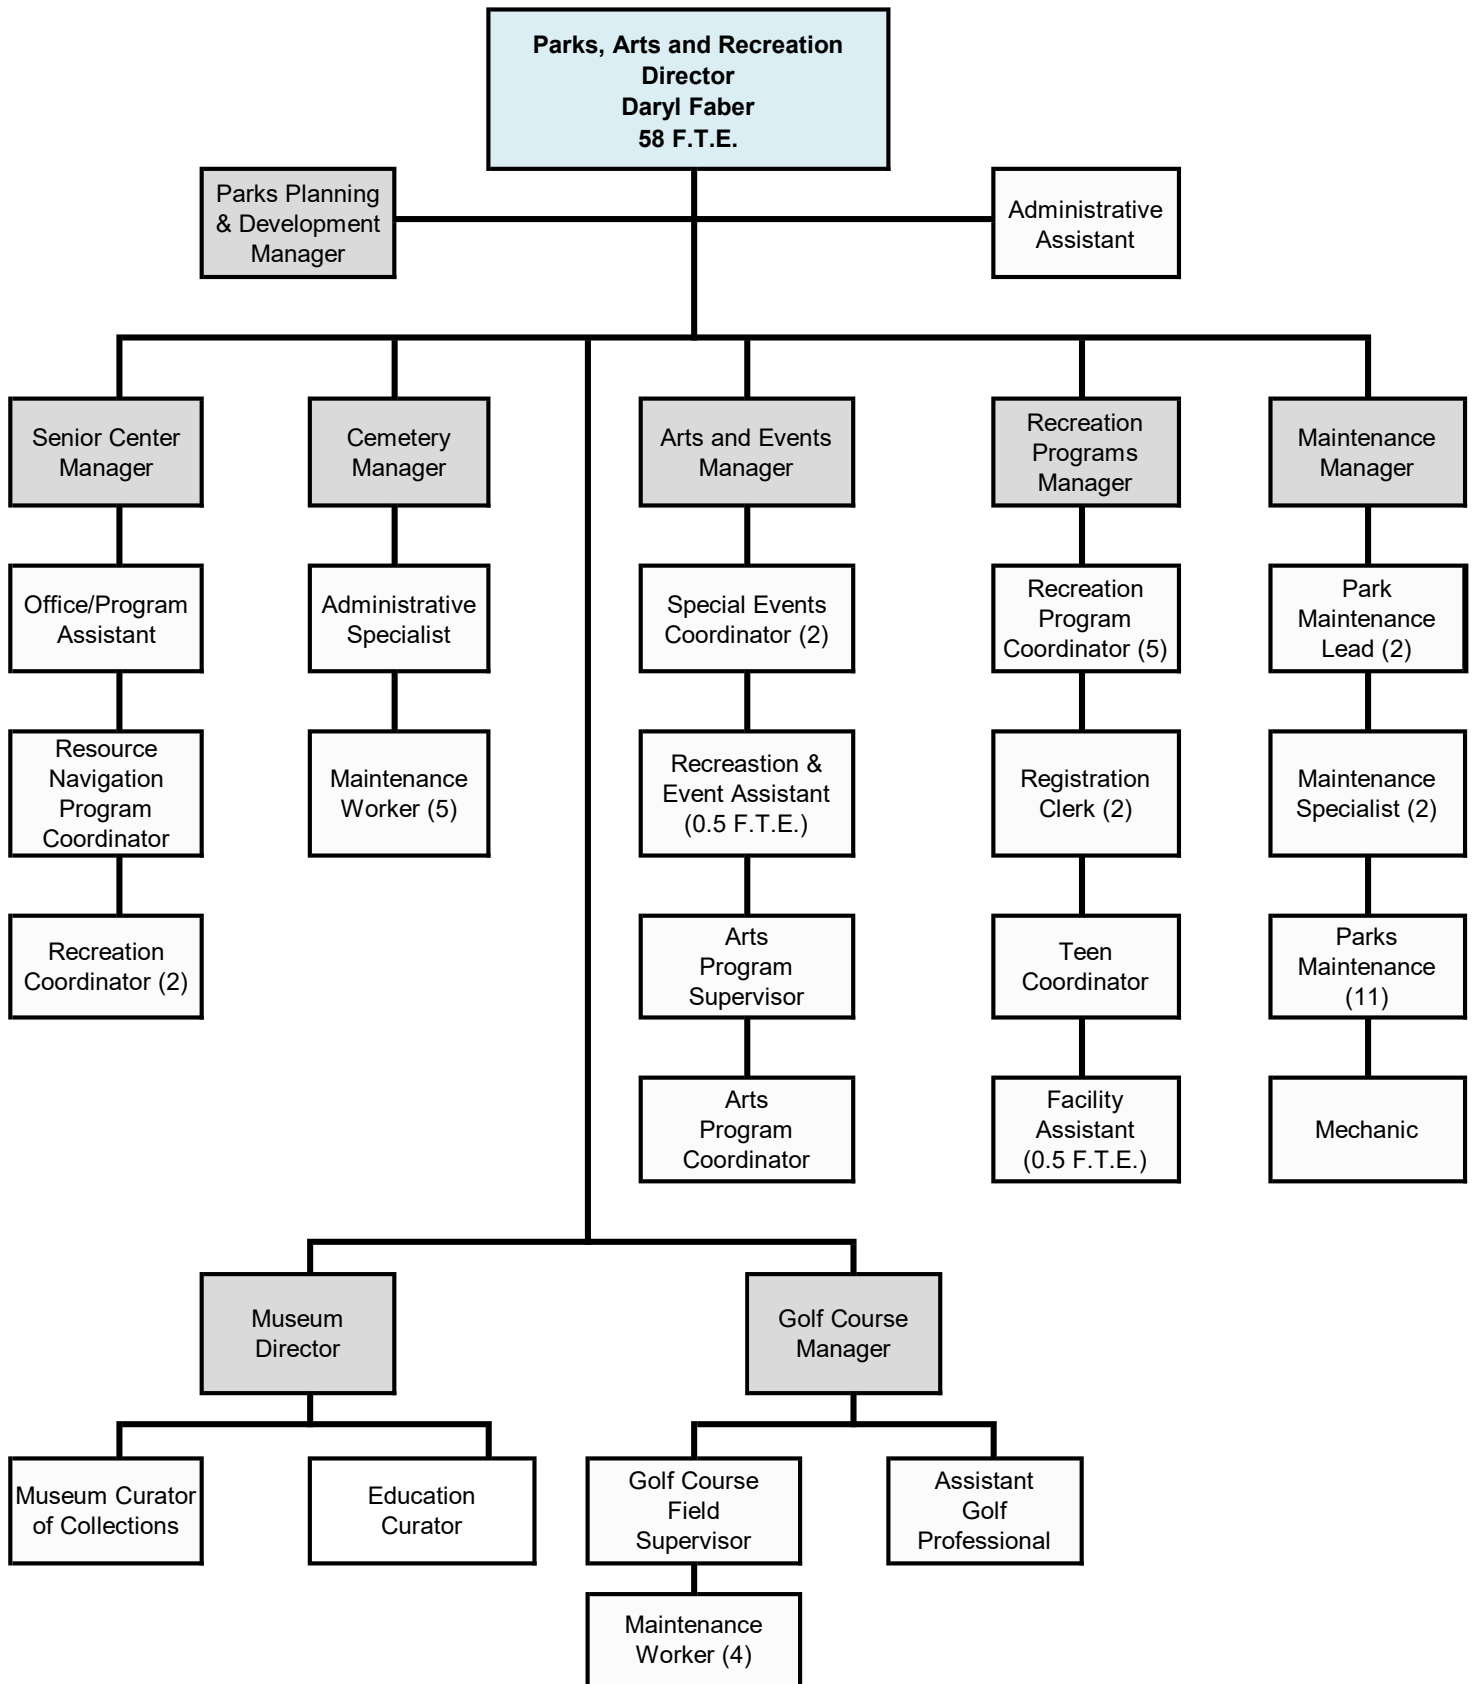 Parks, Arts and Recreation
Director
Daryl Faber
58 F.T.E.
Parks Planning
& Development
Manager
Administrative
Assistant
Senior Center
Manager
Cemetery
Manager
Arts and Events
Manager
Recreation
Programs
Manager
Maintenance
Manager
Office/Program
Assistant
Administrative
Specialist
Special Events
Coordinator (2)
Recreation
Program
Coordinator (5)
Park
Maintenance
Lead (2)
Resource
Navigation
Program
Coordinator
Maintenance
Worker (5)
Recreastion &
Event Assistant
(0.5 F.T.E.)
Registration
Clerk (2)
Maintenance
Specialist (2)
Recreation
Coordinator (2)
Arts
Program
Supervisor
Teen
Coordinator
Parks
Maintenance
(11)
Arts
Program
Coordinator
Facility
Assistant
(0.5 F.T.E.)
Mechanic
Museum
Director
Golf Course
Manager
Museum Curator
of Collections
Education
Curator
Golf Course
Field
Supervisor
Assistant
Golf
Professional
Maintenance
Worker (4)